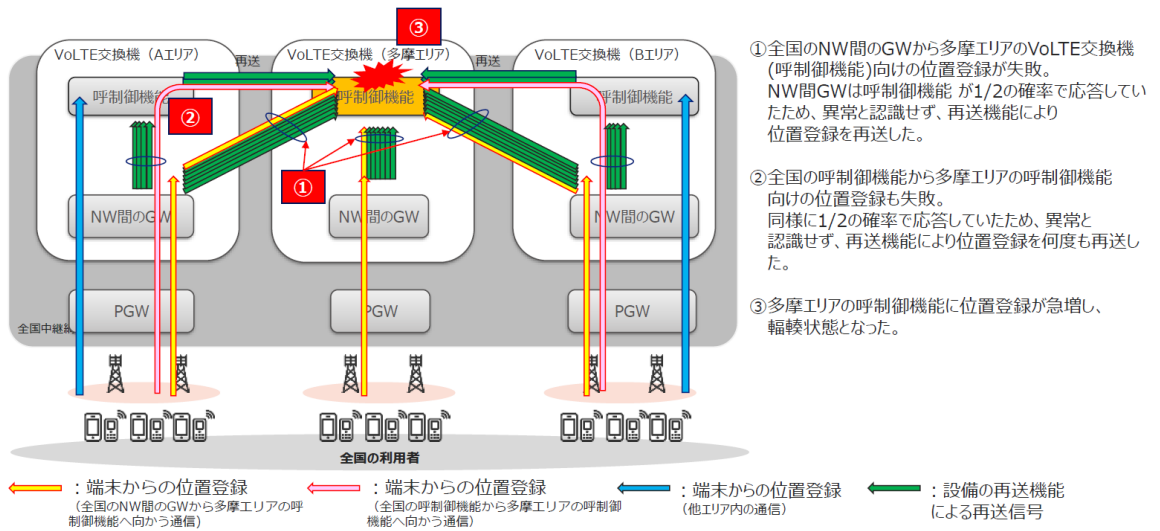 ③
VoLTE交換機（Aエリア）
VoLTE交換機（多摩エリア）
VoLTE交換機（Bエリア）
再送
再送
呼制御機能
呼制御機能
呼制御機能
②
①
NW間のGW
NW間のGW
NW間のGW
PGW
PGW
PGW
全国中継網
全国の利用者
①全国のNW間のGWから多摩エリアのVoLTE交換機
(呼制御機能)向けの位置登録が失敗。
NW間GWは呼制御機能 が1/2の確率で応答してい
たため、異常と認識せず、再送機能により
位置登録を再送した。
②全国の呼制御機能から多摩エリアの呼制御機能
向けの位置登録も失敗。
同様に1/2の確率で応答していたため、異常と
認識せず、再送機能により位置登録を何度も再送し
た。
③多摩エリアの呼制御機能に位置登録が急増し、
輻輳状態となった。
：端末からの位置登録
（全国のNW間のGWから多摩エリアの呼
制御機能へ向かう通信）
：端末からの位置登録
（全国の呼制御機能から多摩エリアの呼制御
機能へ向かう通信）
：端末からの位置登録
（他エリア内の通信）
：設備の再送機能
による再送信号